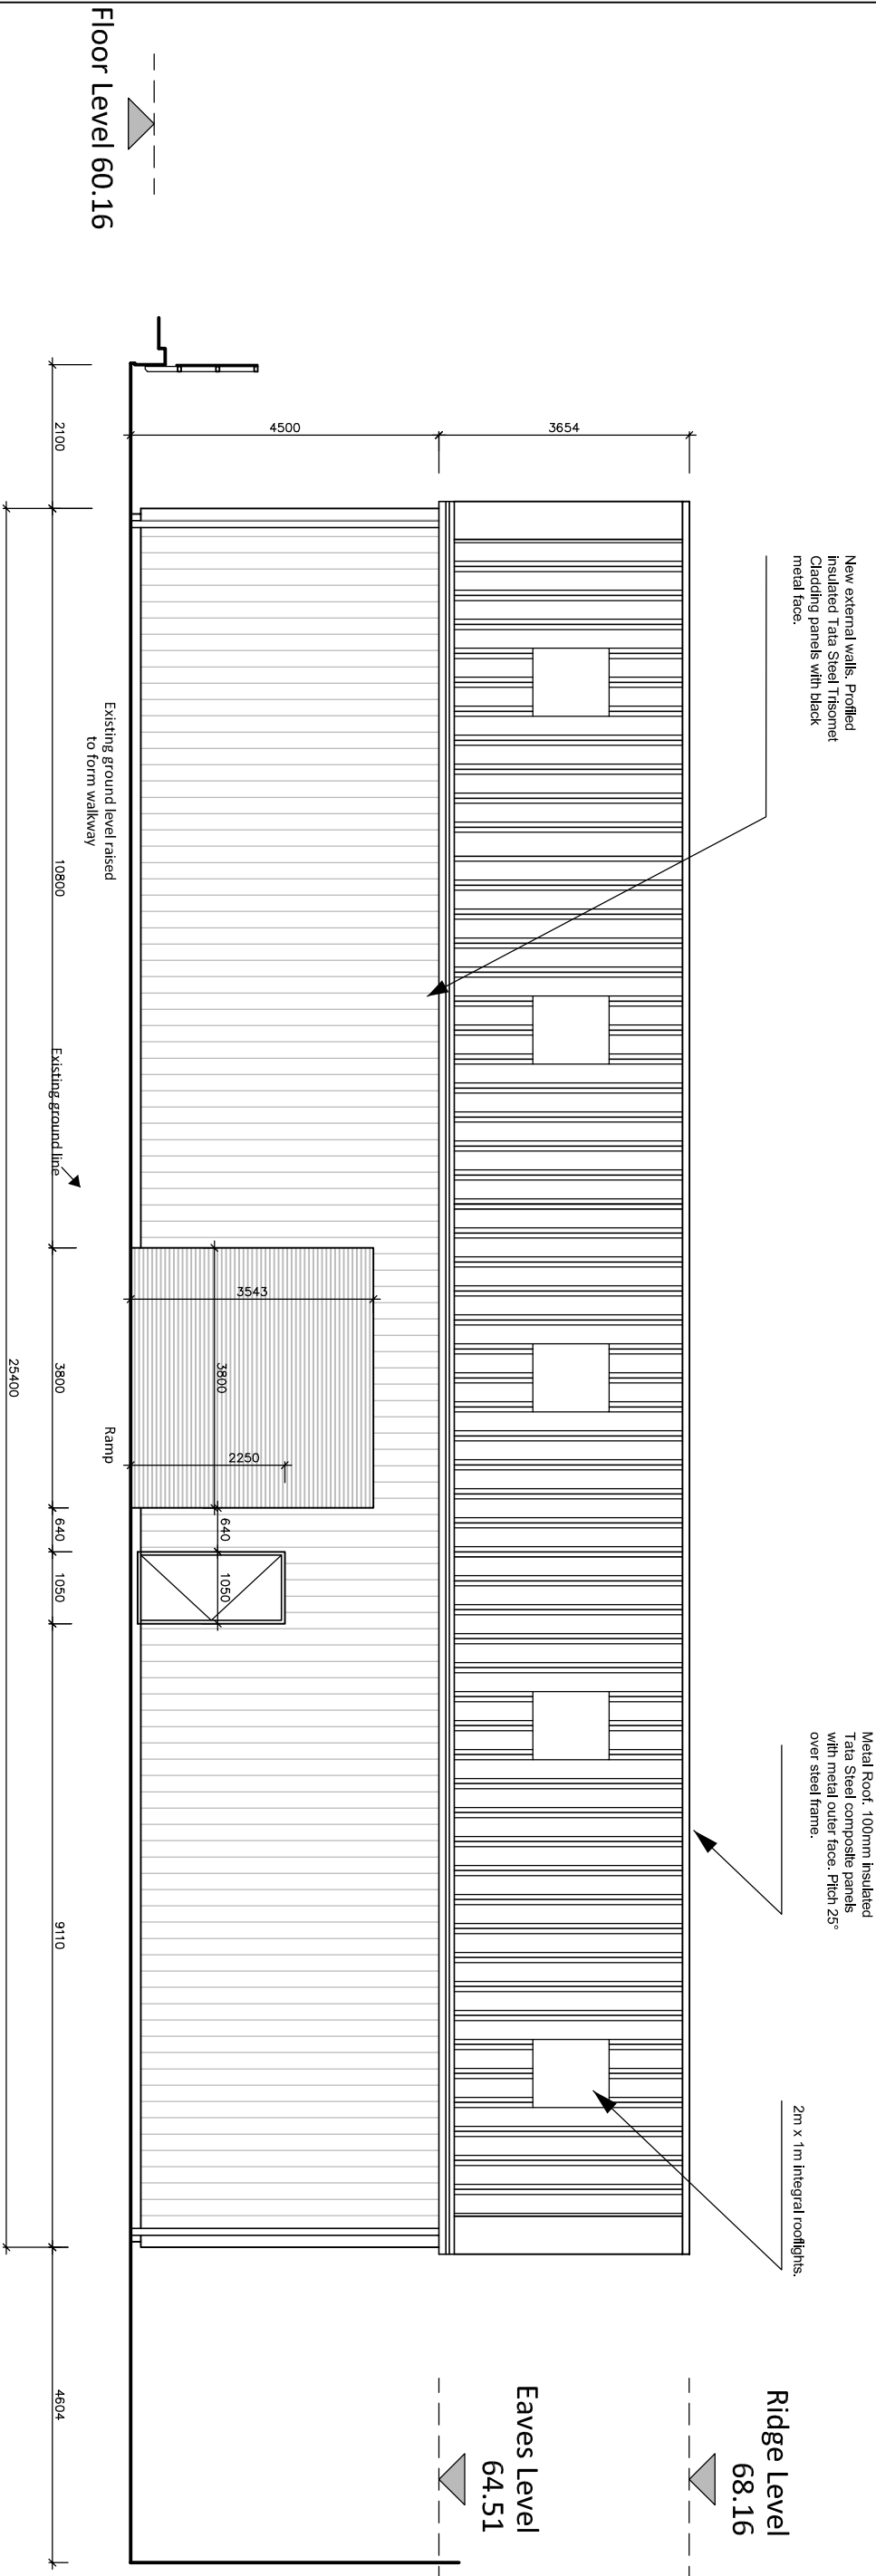 New external walls. Profiled
insulated Tata Steel Trisomet
Cladding panels with black
metal face.
Metal Roof. 100mm insulated
Tata Steel composite panels
with metal outer face. Pitch 25°
over steel frame.
2m x 1m integral rooflights.
Ridge Level
68.16
Eaves Level
64.51
Floor Level 60.16
3654
4500
3543
3800
2250
640
1050
Existing ground level raised
to form walkway
Ramp
Existing ground line
2100
10800
3800
640
1050
9110
4604
25400